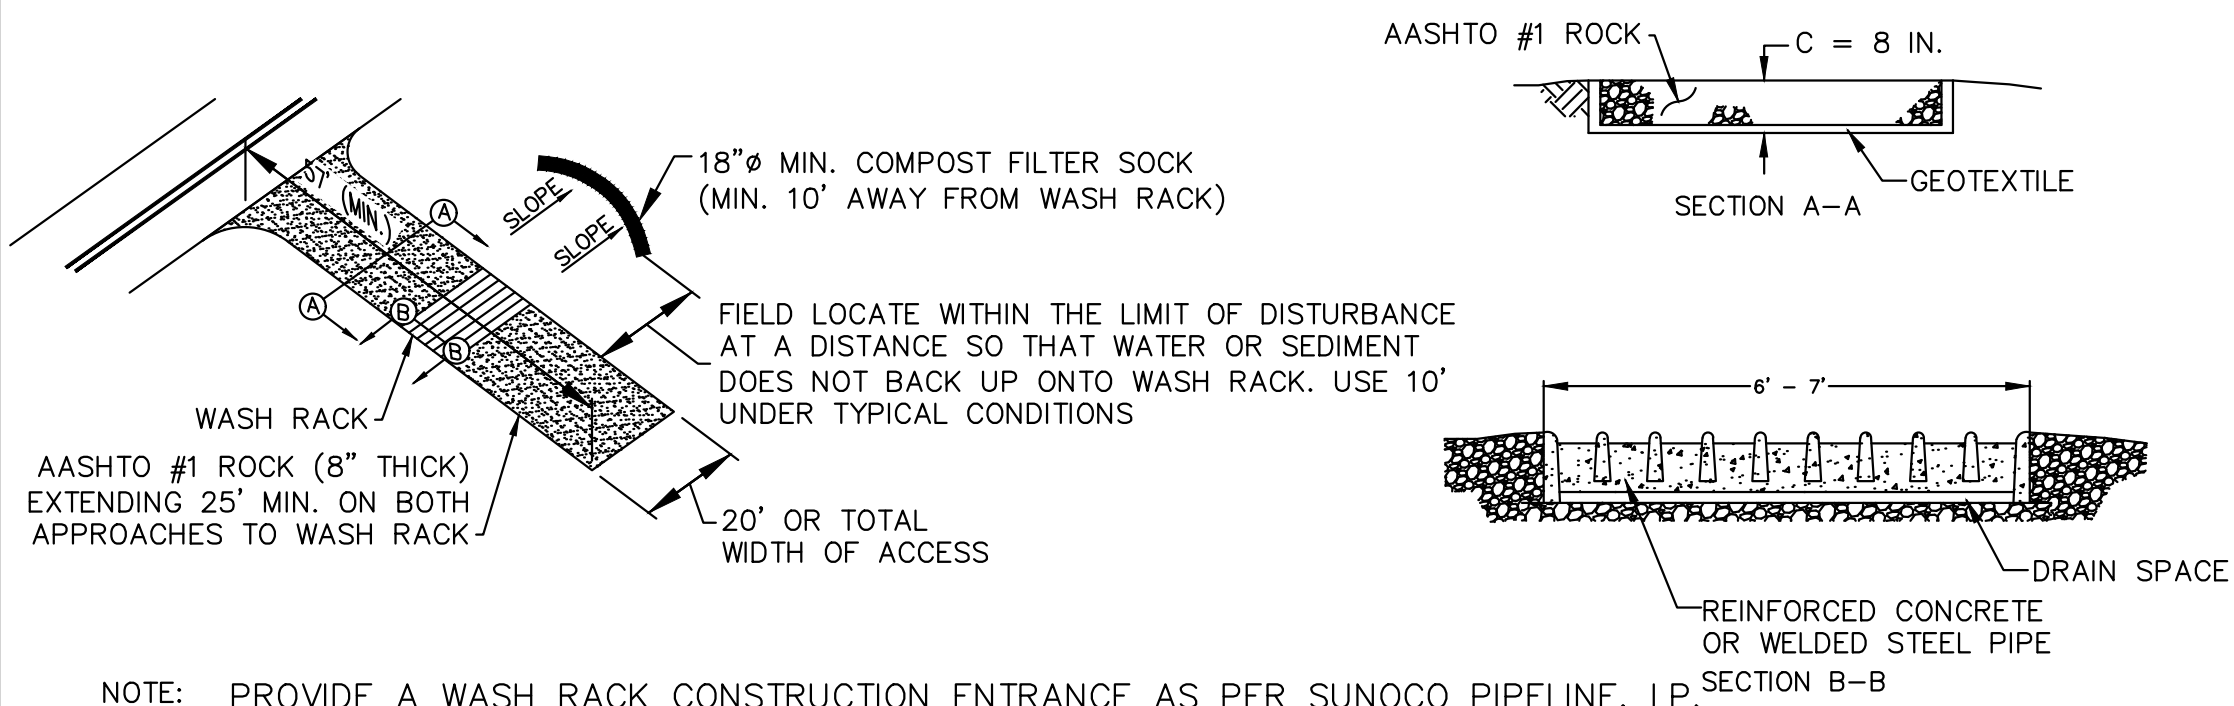 AASHTO #1 ROCK
C = 8 IN.
GEOTEXTILE
SECTION A-A
18"ø MIN. COMPOST FILTER SOCK
(MIN. 10' AWAY FROM WASH RACK)
SLOPE
SLOPE
(MIN.)
A
A
B
B
FIELD LOCATE WITHIN THE LIMIT OF DISTURBANCE
AT A DISTANCE SO THAT WATER OR SEDIMENT
DOES NOT BACK UP ONTO WASH RACK. USE 10'
UNDER TYPICAL CONDITIONS
WASH RACK
AASHTO #1 ROCK (8" THICK)
EXTENDING 25' MIN. ON BOTH
APPROACHES TO WASH RACK
20' OR TOTAL
WIDTH OF ACCESS
6' - 7'
DRAIN SPACE
REINFORCED CONCRETE
OR WELDED STEEL PIPE
SECTION B-B
NOTE: PROVIDE A WASH RACK CONSTRUCTION ENTRANCE AS PER SUNOCO PIPELINE, L.P.